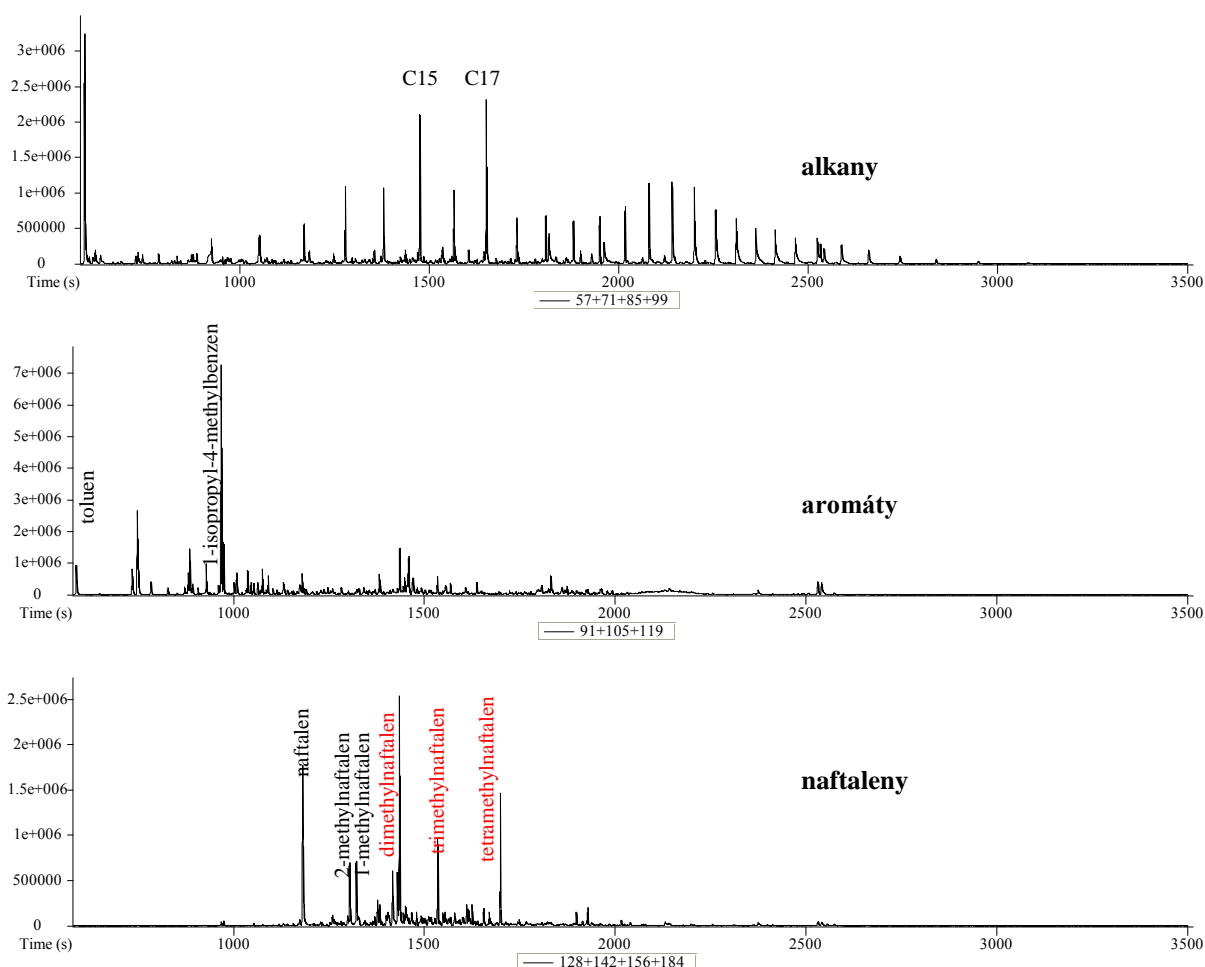 3e+006
2.5e+006
2e+006
1.5e+006
1e+006
500000
0
C15 C17
alkany
Time (s) 1000 1500 2000 2500 3000 3500
57+71+85+99
7e+006
6e+006
5e+006
4e+006
3e+006
2e+006
1e+006
0
toluen
1-isopropyl-4-methylbenzen
aromáty
Time (s) 1000 1500 2000 2500 3000 3500
91+105+119
2.5e+006
2e+006
1.5e+006
1e+006
500000
0
naftalen
2-methylnaftalen
1-methylnaftalen
dimethylnaftalen
trimethylnaftalen
tetramethylnaftalen
naftaleny
Time (s) 1000 1500 2000 2500 3000 3500
128+142+156+184